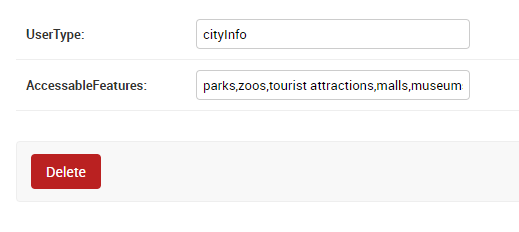 UserType: cityInfo
AccessableFeatures: parks,zoos,tourist attractions,malls,museum
Delete